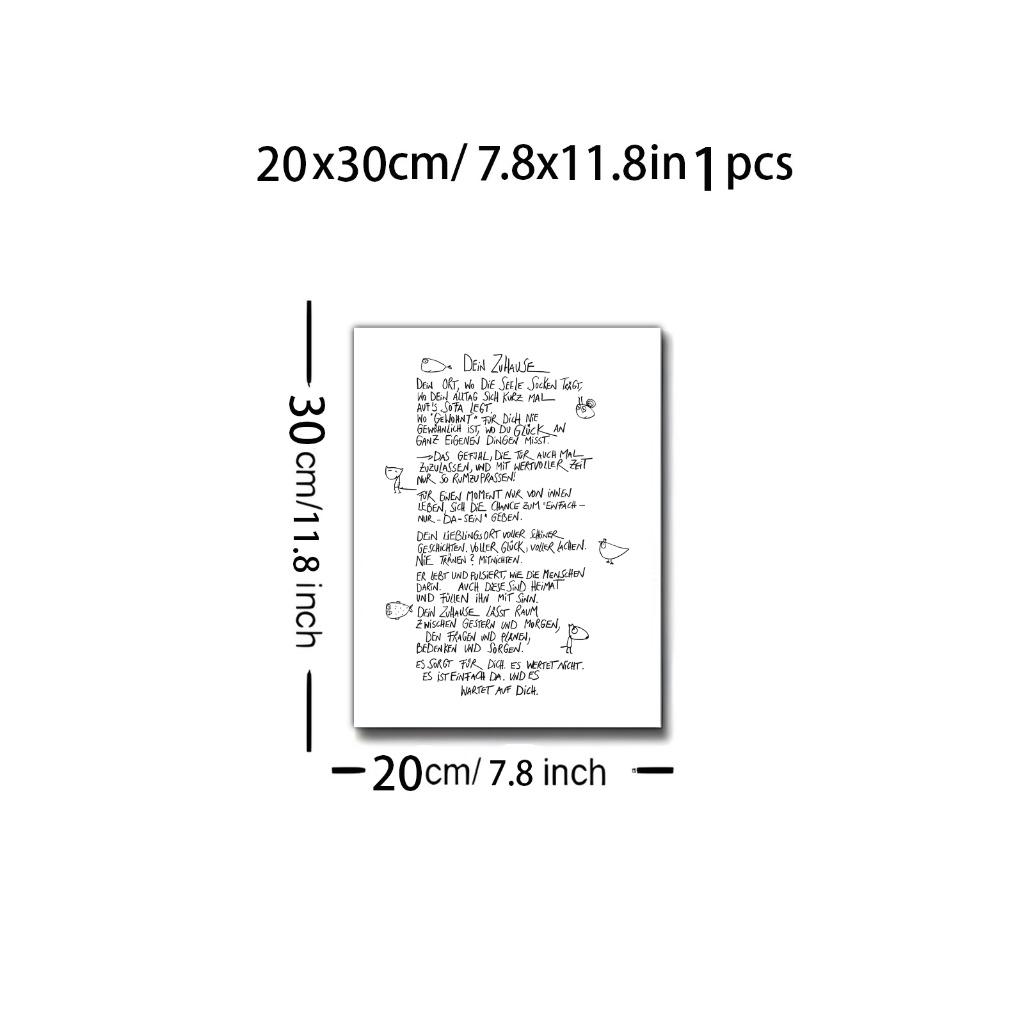 20x30cm/ 7.8x11.8in 1 pcs
30cm/11.8 inch
DEIN ZUHAUSE
DEIN ORT, WO DIE SEELE SOCKEN TRÄGT,
WO DEIN ALLTAG SICH KURZ MAL
AUF'S SOFA LEGT.
WO "GEWOHNT" FÜR DICH NIE
GEWÖHNLICH IST, WO DU GLÜCK AN
GANZ EIGENEN DINGEN MISST.
→DAS GEFÜHL, DIE TÜR AUCH MAL
ZUZULASSEN, UND MIT WERTVOLLER ZEIT
NUR SO RUMZUPRASSEN!
FÜR EINEN MOMENT NUR VON INNEN
LEBEN, SICH DIE CHANCE ZUM "EINFACH-
NUR-DA-SEIN" GEBEN.
DEIN LIEBLINGSORT VOLLER SCHÖNER
GESCHICHTEN. VOLLER GLÜCK, VOLLER LACHEN.
NIE TRÄNEN? MITNICHTEN.
ER LEBT UND PULSIERT, WIE DIE MENSCHEN
DARIN. AUCH DIESE SIND HEIMAT
UND FÜLLEN IHN MIT SINN.
DEIN ZUHAUSE LÄSST RAUM
ZWISCHEN GESTERN UND MORGEN,
DEN FRAGEN UND PLÄNEN,
BEDENKEN UND SORGEN.
ES SORGT FÜR DICH. ES WERTET NICHT.
ES IST EINFACH DA. UND ES
WARTET AUF DICH.
20cm/ 7.8 inch